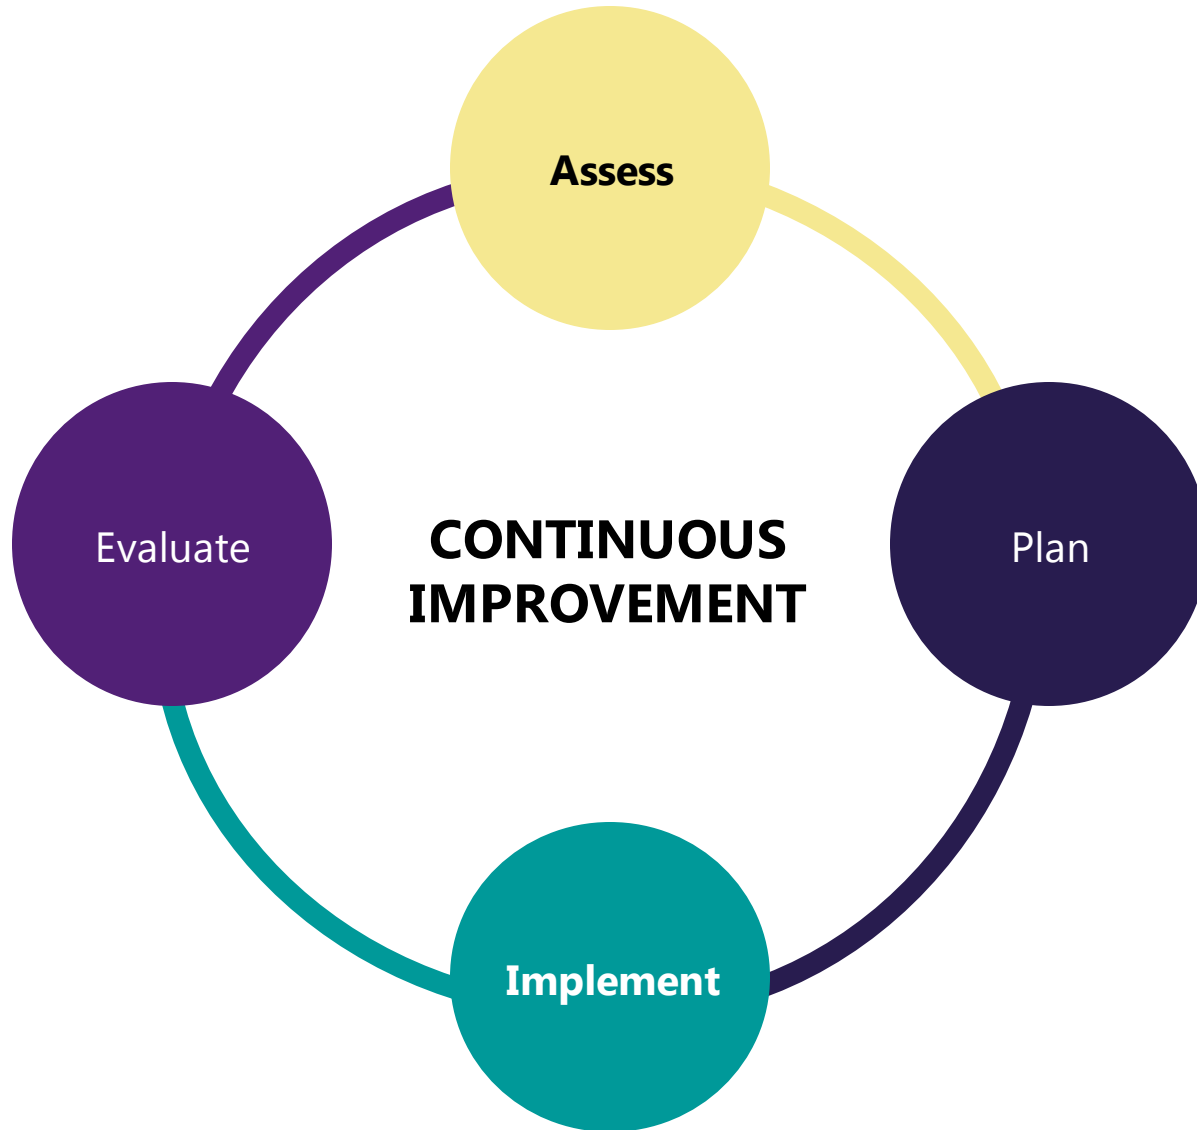 Assess
Plan
Implement
Evaluate
CONTINUOUS
IMPROVEMENT